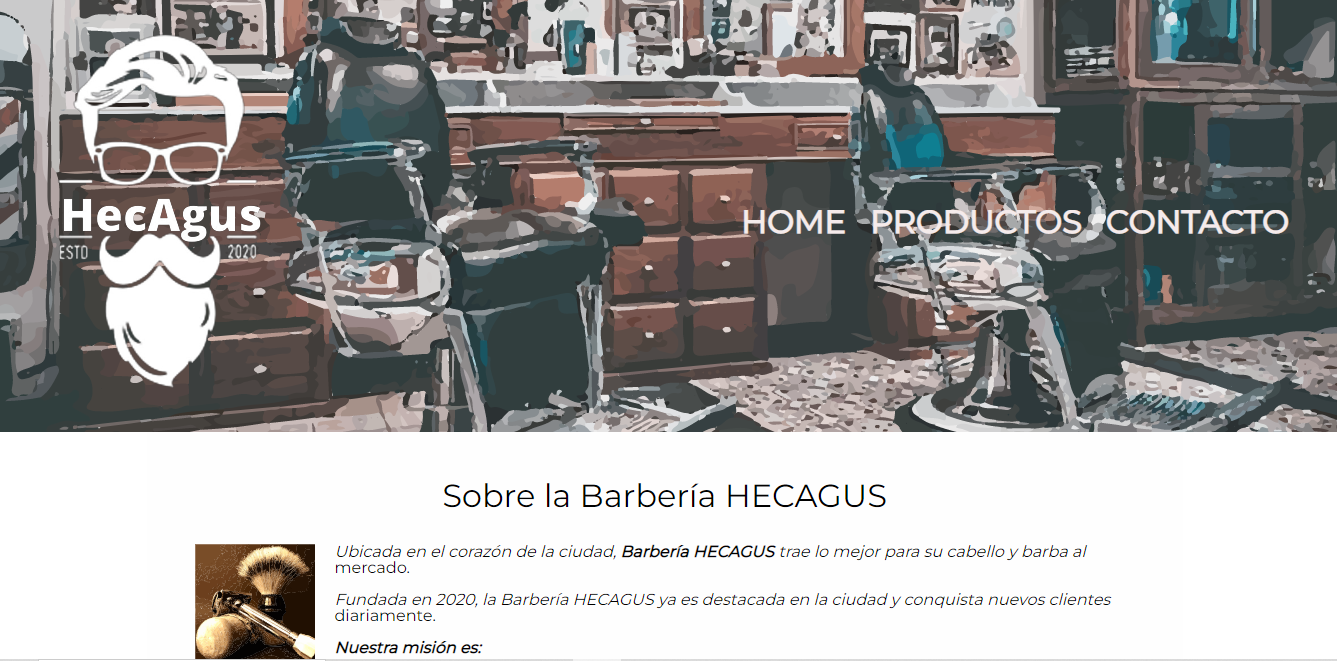 HecAgus
ESTD 2020
HOME PRODUCTOS CONTACTO
Sobre la Barbería HECAGUS
Ubicada en el corazón de la ciudad, Barbería HECAGUS trae lo mejor para su cabello y barba al
mercado.
Fundada en 2020, la Barbería HECAGUS ya es destacada en la ciudad y conquista nuevos clientes
diariamente.
Nuestra misión es: